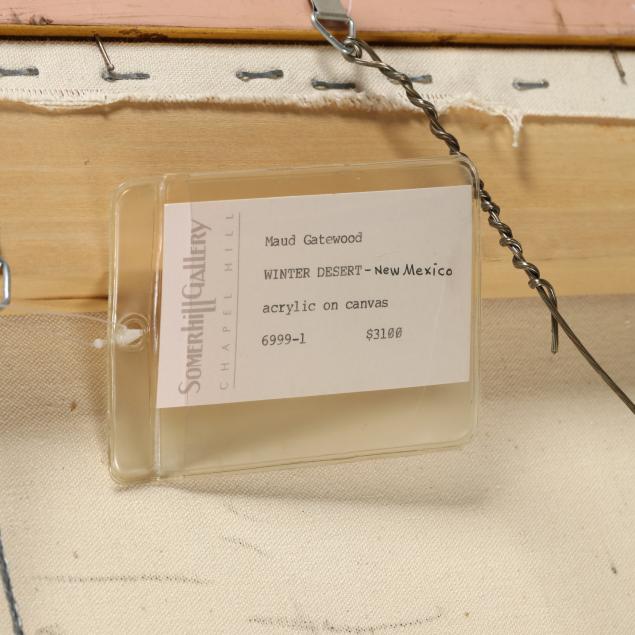 SOMERhill GAllERY
CHAPEL HILL
Maud Gatewood
WINTER DESERT - New Mexico
acrylic on canvas
6999-1 $3100